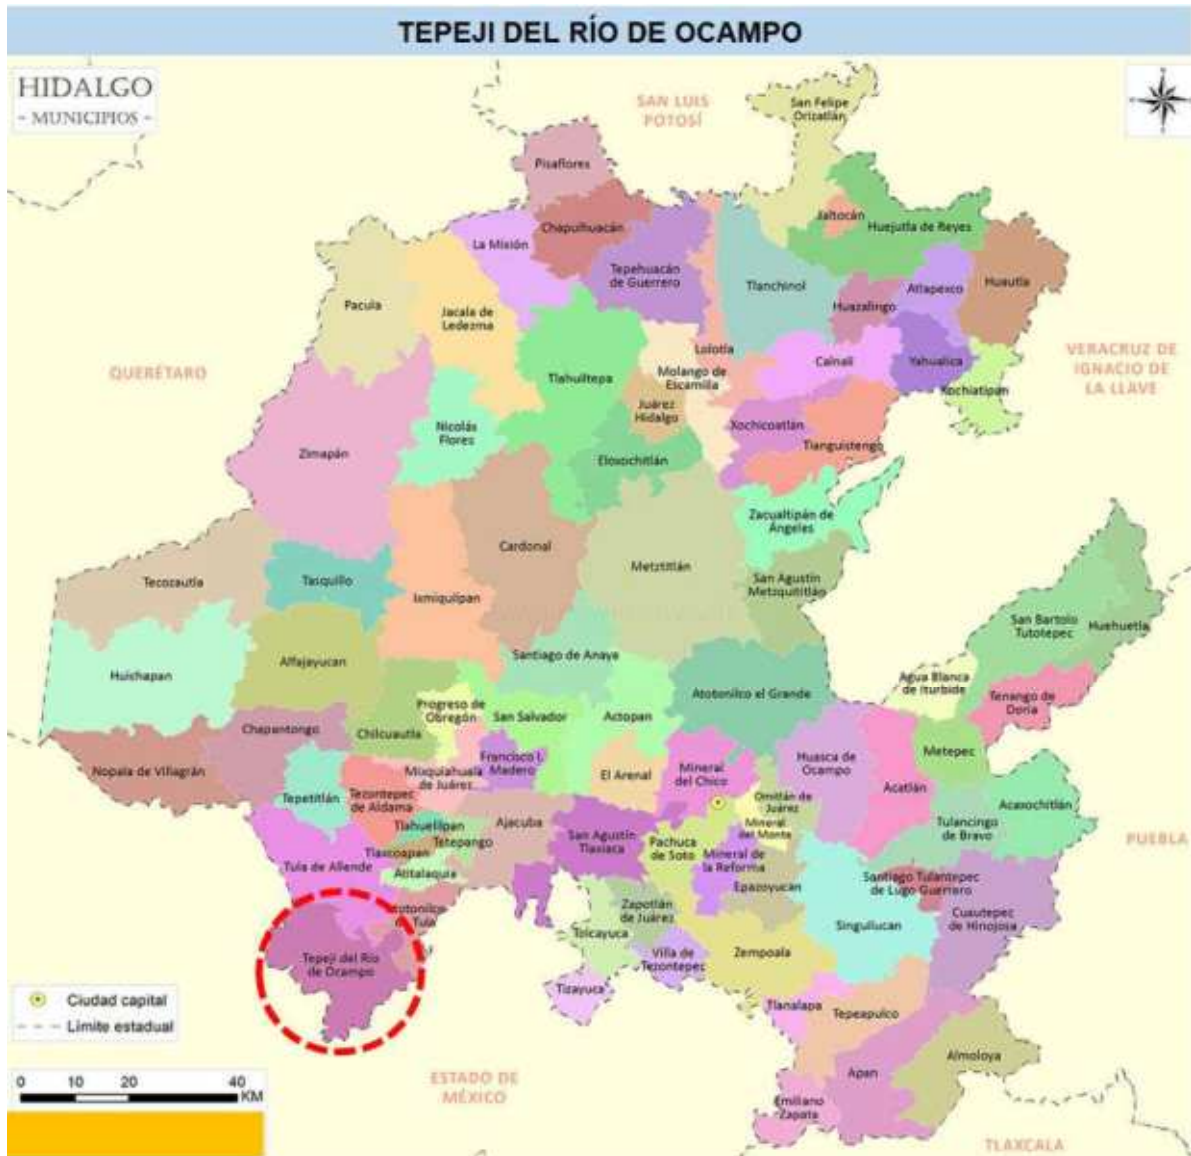 TEPEJI DEL RÍO DE OCAMPO
HIDALGO
- MUNICIPIOS -
SAN LUIS
POTOSÍ
San Felipe
Orizatlán
Pisaflores
Jaltocán
Huejutla de Reyes
Chapulhuacán
La Misión
Tepehuacán
de Guerrero
Tlanchinol
Atlapexco
Huautla
Huazalingo
Pacula
Jacala de
Ledezma
Lolotla
Calnali
Yahualica
VERACRUZ DE
IGNACIO DE
LA LLAVE
QUERÉTARO
Tlahuiltepa
Molango de
Escamilla
Xochiatipan
Juárez
Hidalgo
Nicolás
Flores
Xochicoatlán
Tianguistengo
Zimapán
Eloxochitlán
Zacualtipán de
Ángeles
Cardonal
Metztitlán
Tecozautla
Tasquillo
San Agustín
Metzquititlán
Ixmiquilpan
San Bartolo
Tutotepec
Huehuetla
Santiago de Anaya
Alfajayucan
Huichapan
Agua Blanca
de Iturbide
Atotonilco el Grande
Tenango de
Doria
Progreso de
Obregón
San Salvador
Actopan
Chapantongo
Chilcuautla
Metepec
Francisco I.
Madero
Huasca de
Ocampo
Nopala de Villagrán
Mixquiahuala
de Juárez
El Arenal
Mineral
del Chico
Acatlán
Tepetitlán
Tezontepec
de Aldama
Omitlán de
Juárez
Acaxochitlán
Tlahuelilpan
Ajacuba
Mineral
del Monte
Tulancingo
de Bravo
Tetepango
San Agustín
Tlaxiaca
Pachuca
de Soto
PUEBLA
Tlaxcoapan
Mineral de
la Reforma
Tula de Allende
Atitalaquia
Epazoyucan
Santiago Tulantepec
de Lugo Guerrero
Atotonilco
de Tula
Zapotlán
de Juárez
Cuautepec
de Hinojosa
Singuilucan
Tolcayuca
Tepeji del Río
de Ocampo
Villa de
Tezontepec
Zempoala
Tizayuca
Ciudad capital
Límite estadual
Tlanalapa
Tepeapulco
Almoloya
0 10 20 40
KM
ESTADO DE
MÉXICO
Apan
Emiliano
Zapata
TLAXCALA